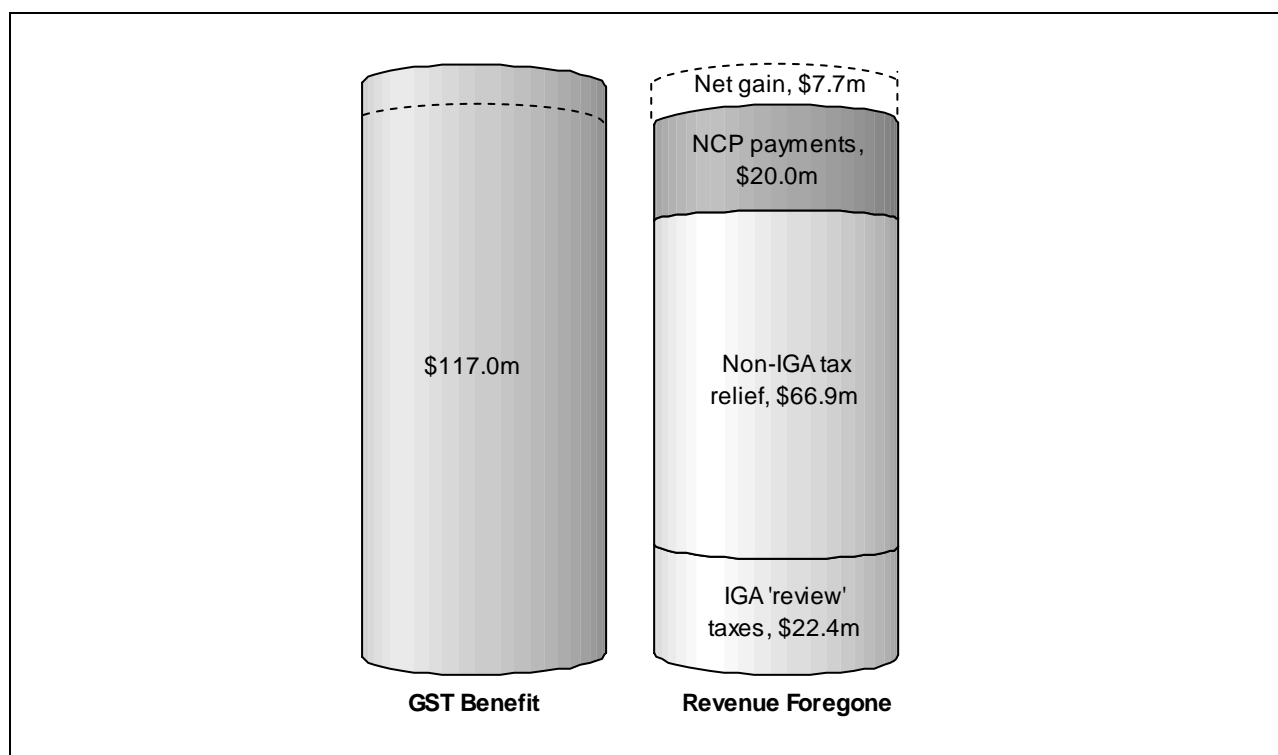 Net gain, $7.7m
NCP payments,
$20.0m
$117.0m
Non-IGA tax
relief, $66.9m
IGA 'review'
taxes, $22.4m
GST Benefit
Revenue Foregone